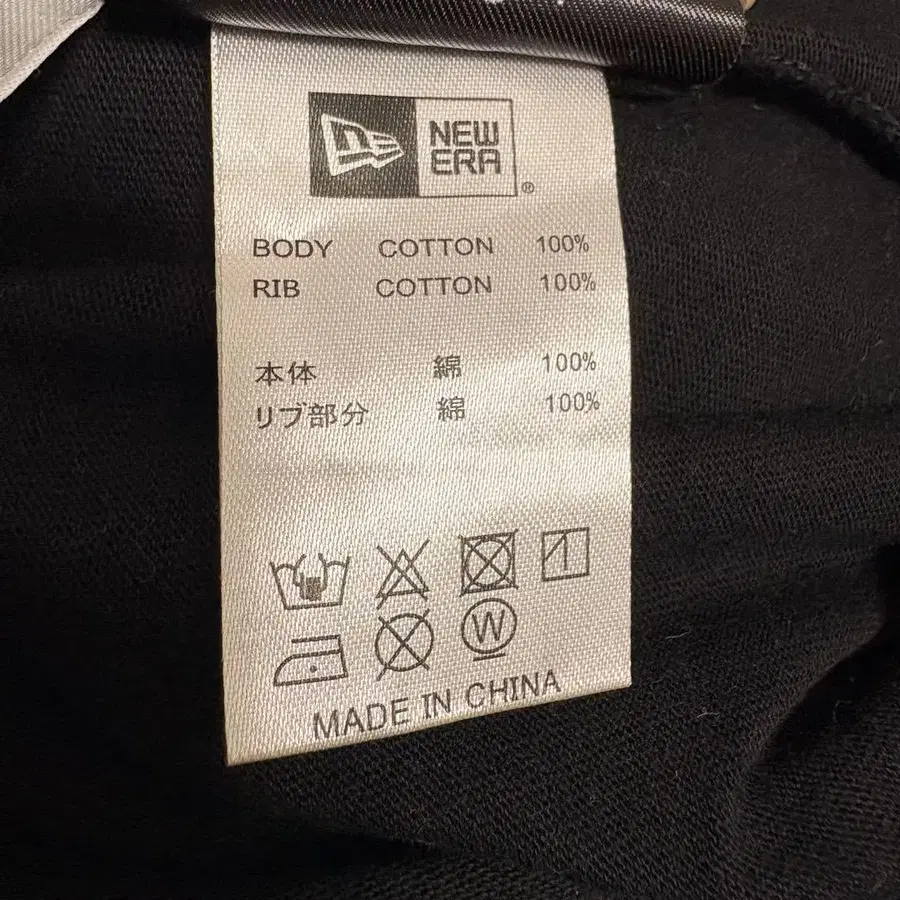 NEW
ERA
®
BODY COTTON 100%
RIB COTTON 100%
本体 綿 100%
リブ部分 綿 100%
W
MADE IN CHINA